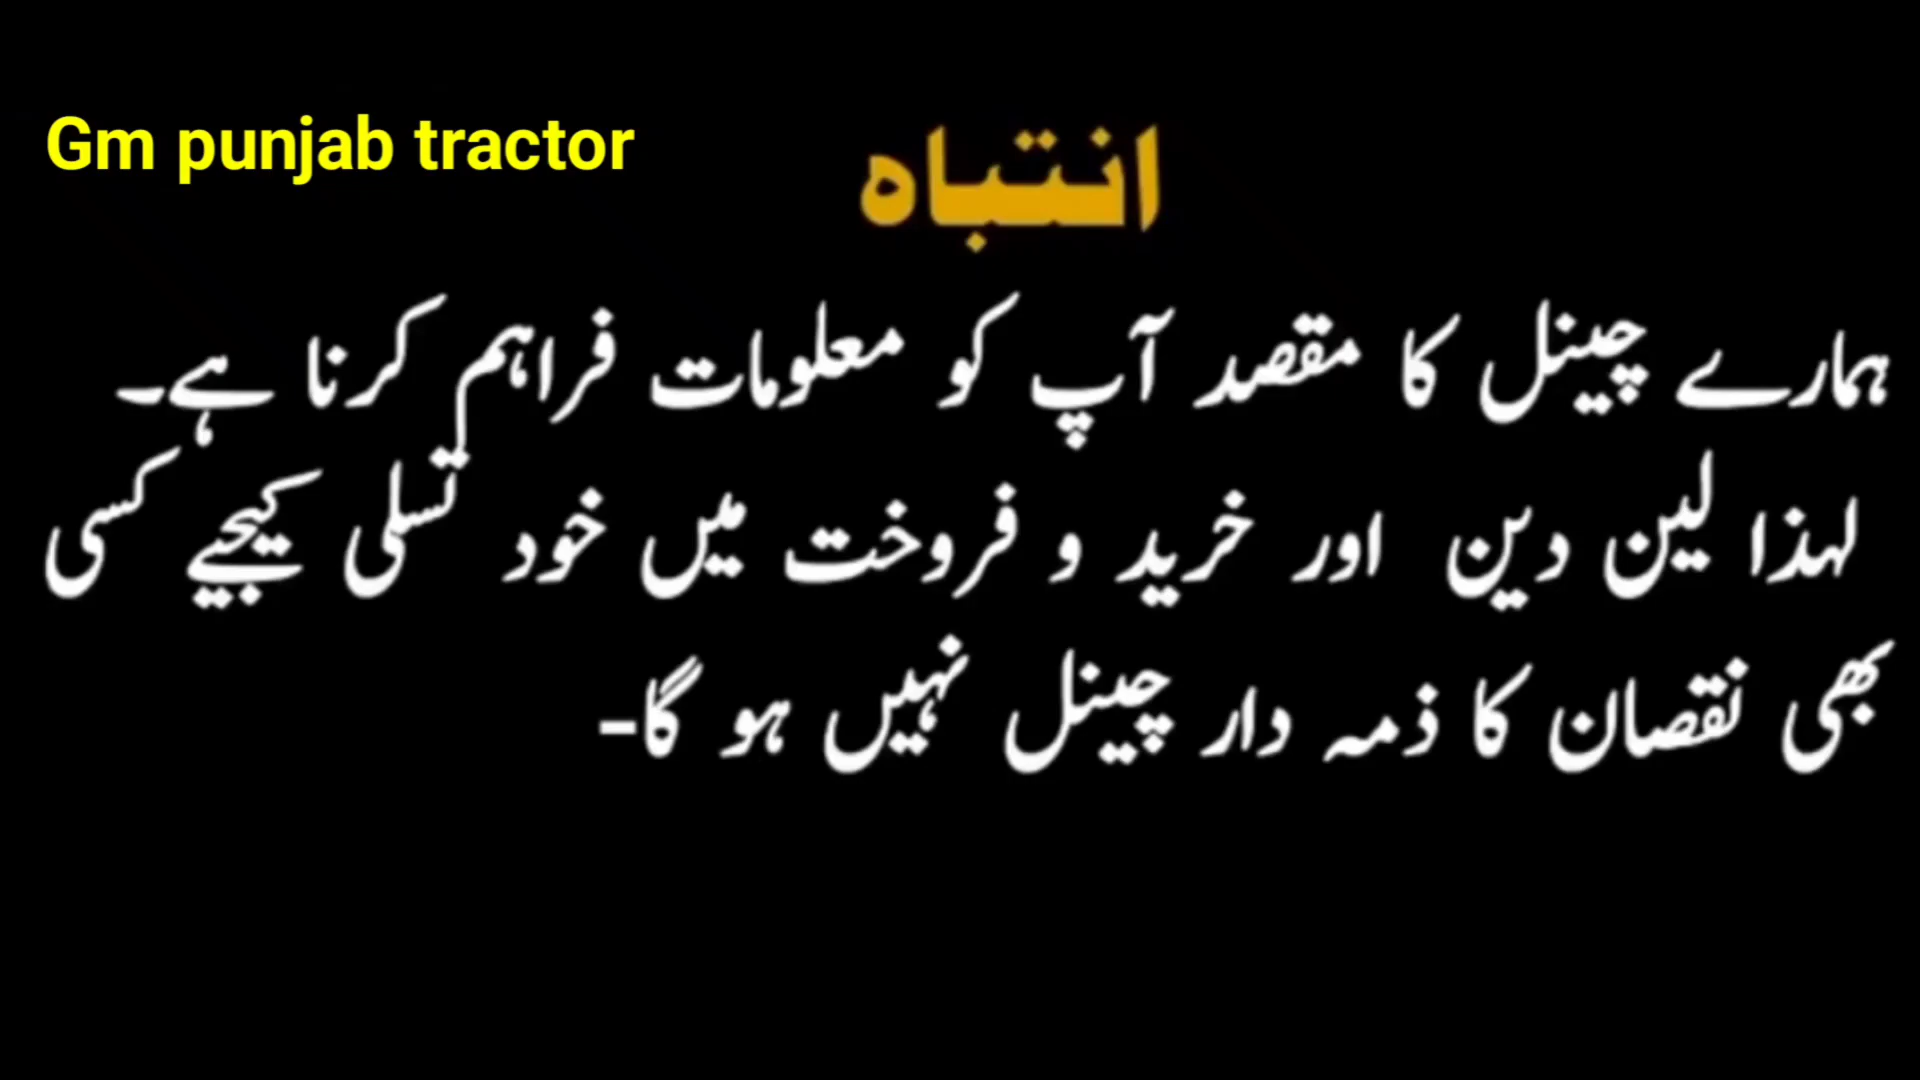 Gm punjab tractor
انتباہ
ہمارے چینل کا مقصد آپ کو معلومات فراہم کرنا ہے۔
لہذا لین دین اور خرید و فروخت میں خود تسلی کیجیے کسی
بھی نقصان کا ذمہ دار چینل نہیں ہو گا-